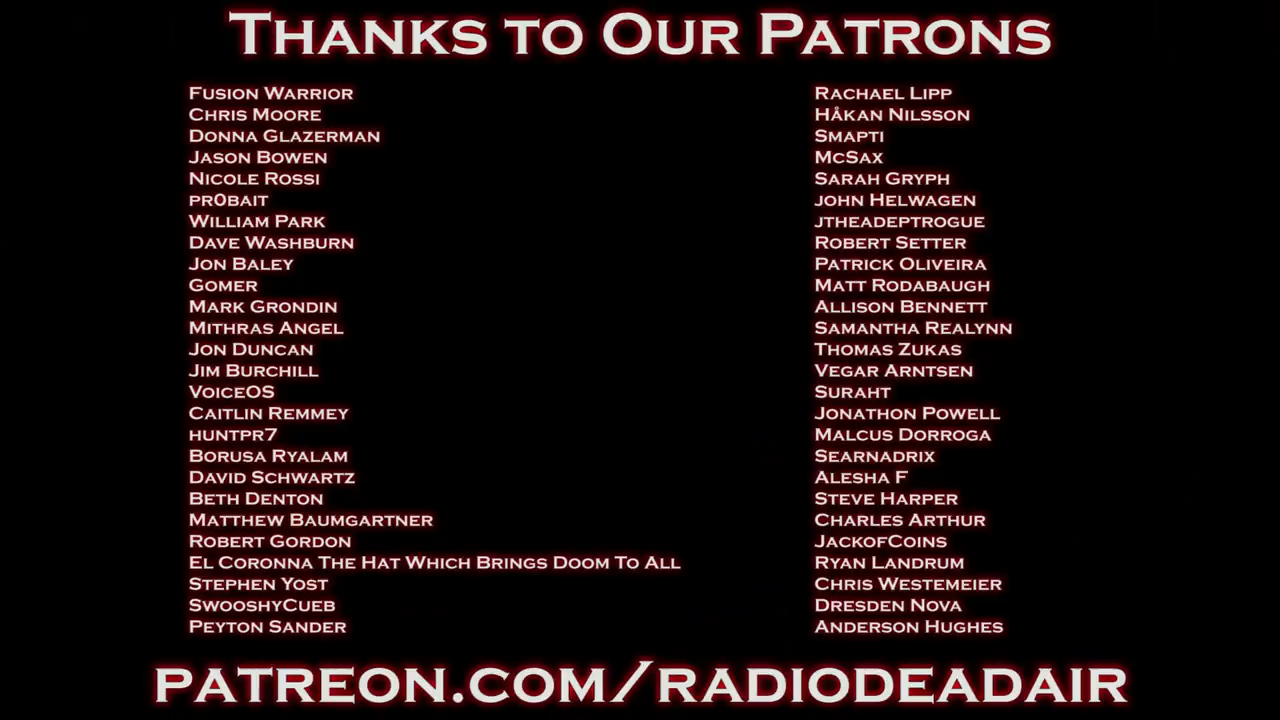 Thanks to Our Patrons
Fusion Warrior
Chris Moore
Donna Glazerman
Jason Bowen
Nicole Rossi
pr0bait
William Park
Dave Washburn
Jon Baley
Gomer
Mark Grondin
Mithras Angel
Jon Duncan
Jim Burchill
VoiceOS
Caitlin Remmey
huntpr7
Borusa Ryalam
David Schwartz
Beth Denton
Matthew Baumgartner
Robert Gordon
El Coronna The Hat Which Brings Doom To All
Stephen Yost
SwooshyCueb
Peyton Sander
Rachael Lipp
Håkan Nilsson
Smapti
McSax
Sarah Gryph
john Helwagen
jtheadeptrogue
Robert Setter
Patrick Oliveira
Matt Rodabaugh
Allison Bennett
Samantha Realynn
Thomas Zukas
Vegar Arntsen
Suraht
Jonathon Powell
Malcus Dorroga
Searnadrix
Alesha F
Steve Harper
Charles Arthur
JackofCoins
Ryan Landrum
Chris Westemeier
Dresden Nova
Anderson Hughes
patreon.com/radiodeadair